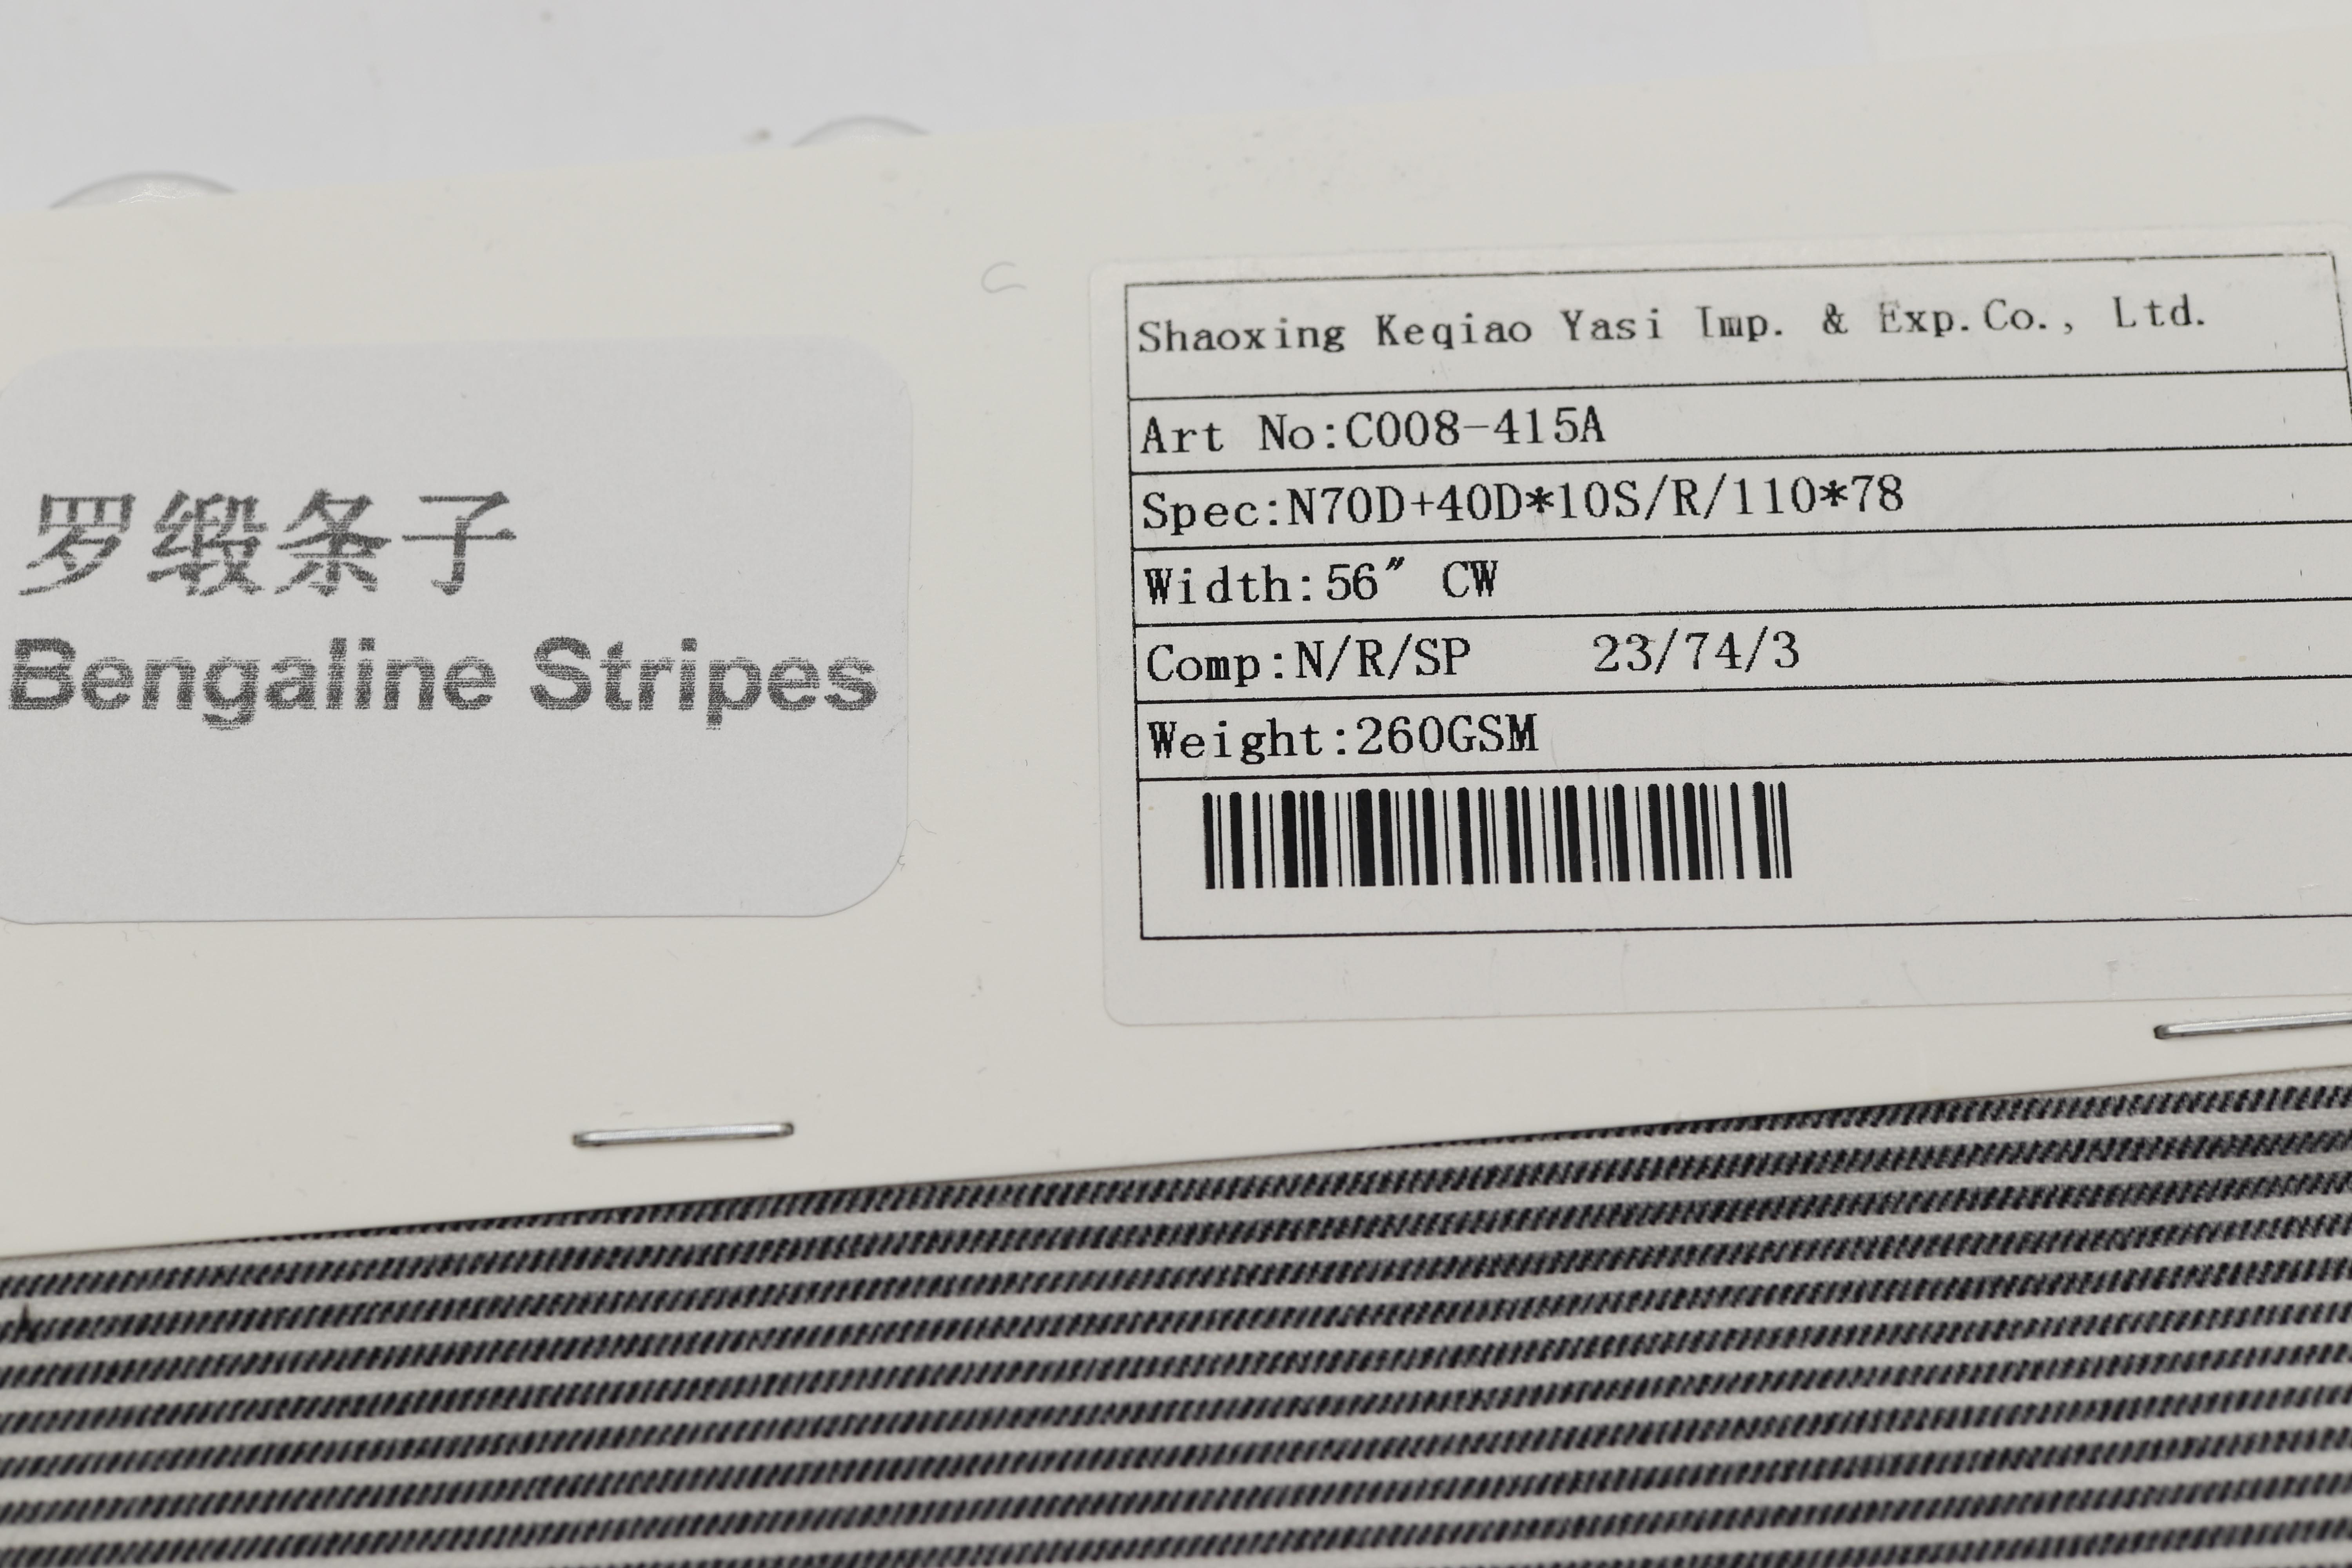 罗缎条子
Bengaline Stripes
Shaoxing Keqiao Yasi Imp. & Exp.Co., Ltd.
Art No:C008-415A
Spec:N70D+40D*10S/R/110*78
Width:56″ CW
Comp:N/R/SP 23/74/3
Weight:260GSM